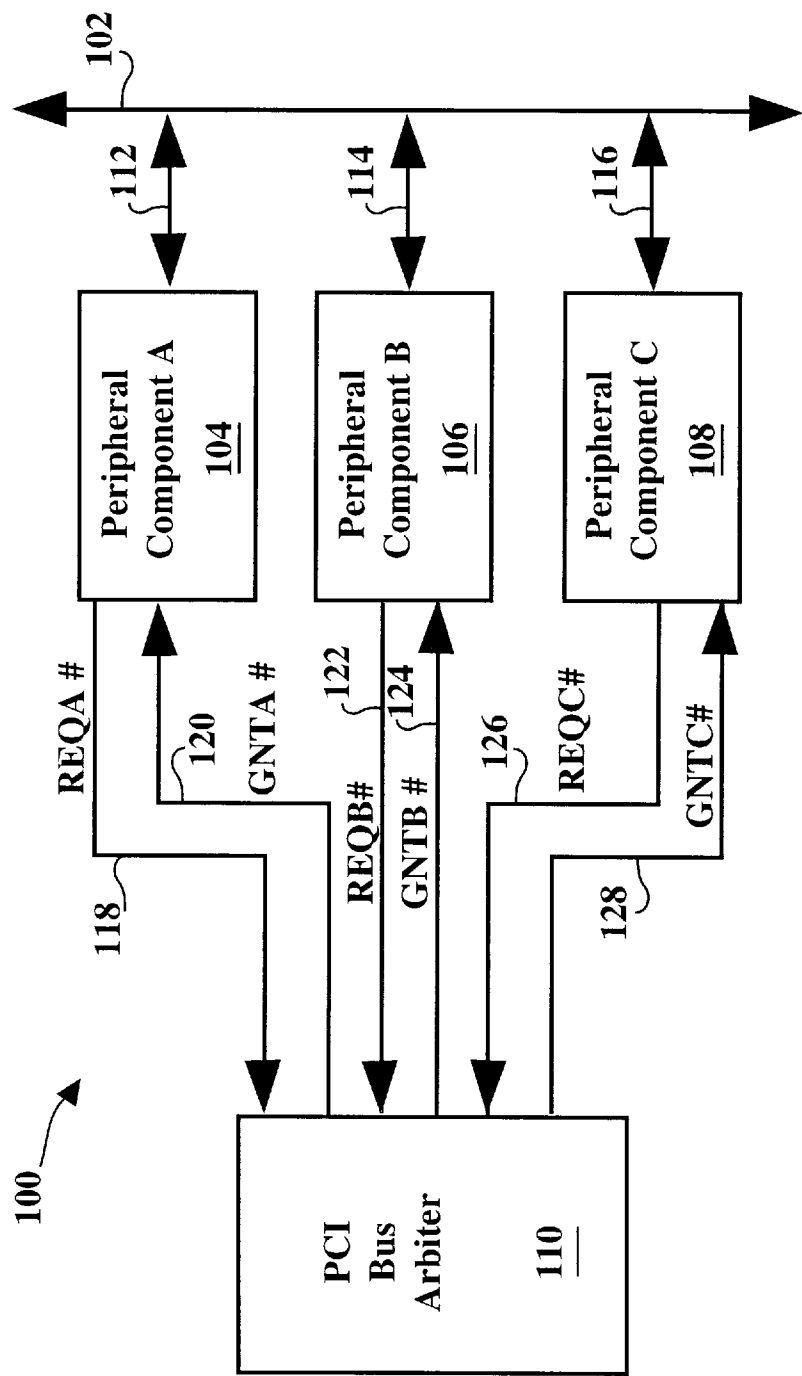 100
118
REQA #
120
GNTA #
Peripheral
Component A
104
112
102
PCI
Bus
Arbiter
110
REQB#
122
GNTB #
124
Peripheral
Component B
106
114
126
REQC#
128
GNTC#
Peripheral
Component C
108
116